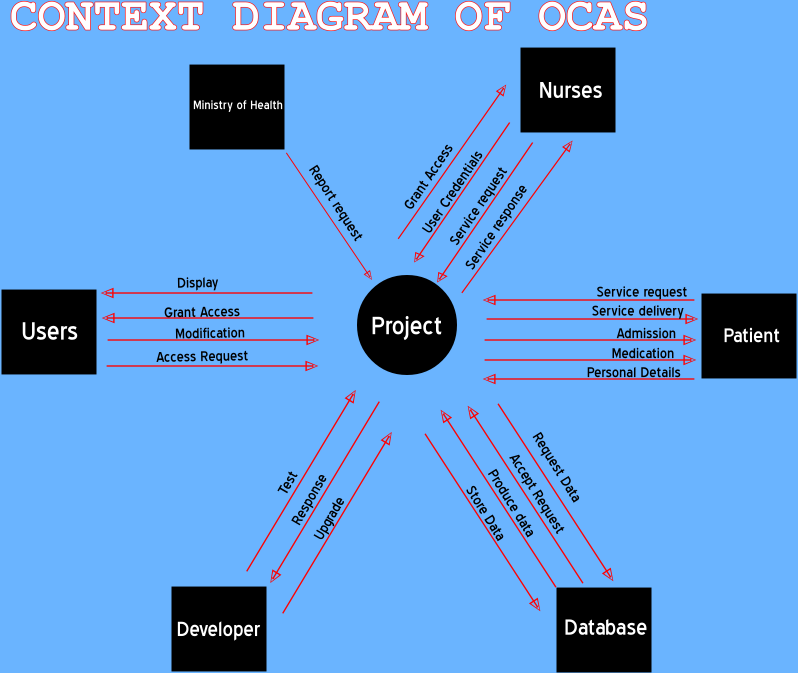 CONTEXT DIAGRAM OF OCAS
Ministry of Health
Nurses
Report request
Grant Access
User Credentials
Service request
Service response
Display
Grant Access
Modification
Access Request
Users
Project
Service request
Service delivery
Admission
Medication
Personal Details
Patient
Test
Response
Upgrade
Request Data
Accept Request
Produce data
Store Data
Developer
Database